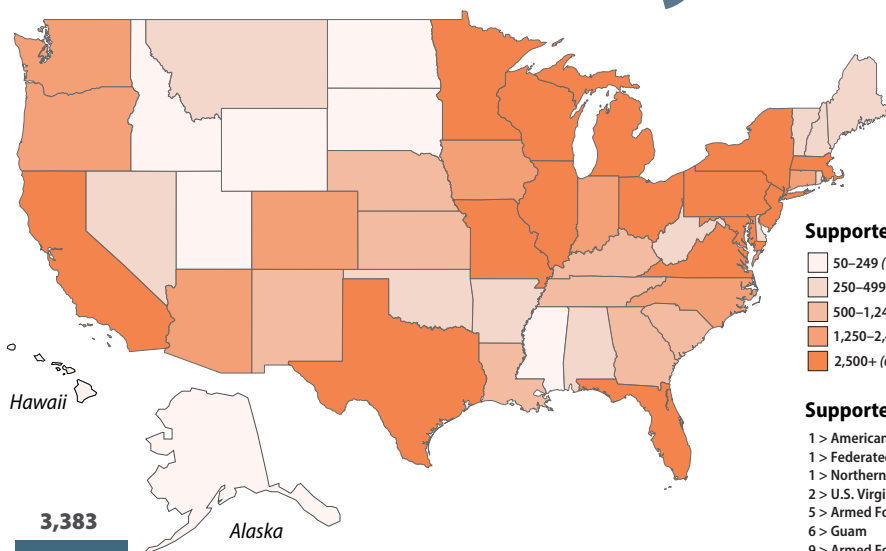 Hawaii
Alaska
3,383
Supporte
50–249 (
250–499
500–1,24
1,250–2,4
2,500+ (
Supporte
1 > American
1 > Federated
1 > Northern
2 > U.S. Virgi
5 > Armed Fo
6 > Guam
9 > Armed Fo